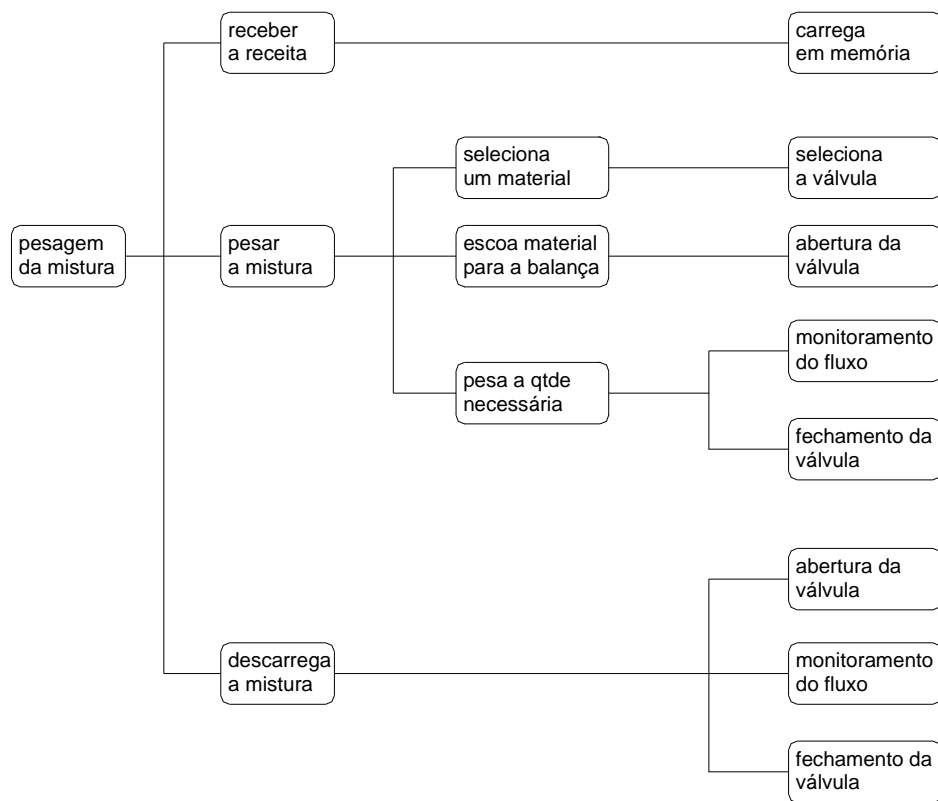 receber
a receita
carrega
em memória
seleciona
um material
seleciona
a válvula
pesagem
da mistura
pesar
a mistura
escoa material
para a balança
abertura da
válvula
monitoramento
do fluxo
pesa a qtde
necessária
fechamento da
válvula
abertura da
válvula
descarrega
a mistura
monitoramento
do fluxo
fechamento da
válvula